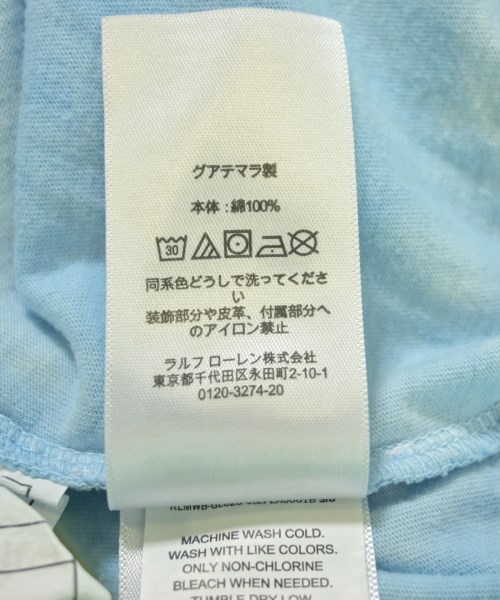 グアテマラ製
本体 : 綿100%
30
同系色どうしで洗ってくださ
い
装飾部分や皮革、付属部分へ
のアイロン禁止
ラルフ ローレン株式会社
東京都千代田区永田町2-10-1
0120-3274-20
MACHINE WASH COLD.
WASH WITH LIKE COLORS.
ONLY NON-CHLORINE
BLEACH WHEN NEEDED.
TUMBLE DRY LOW